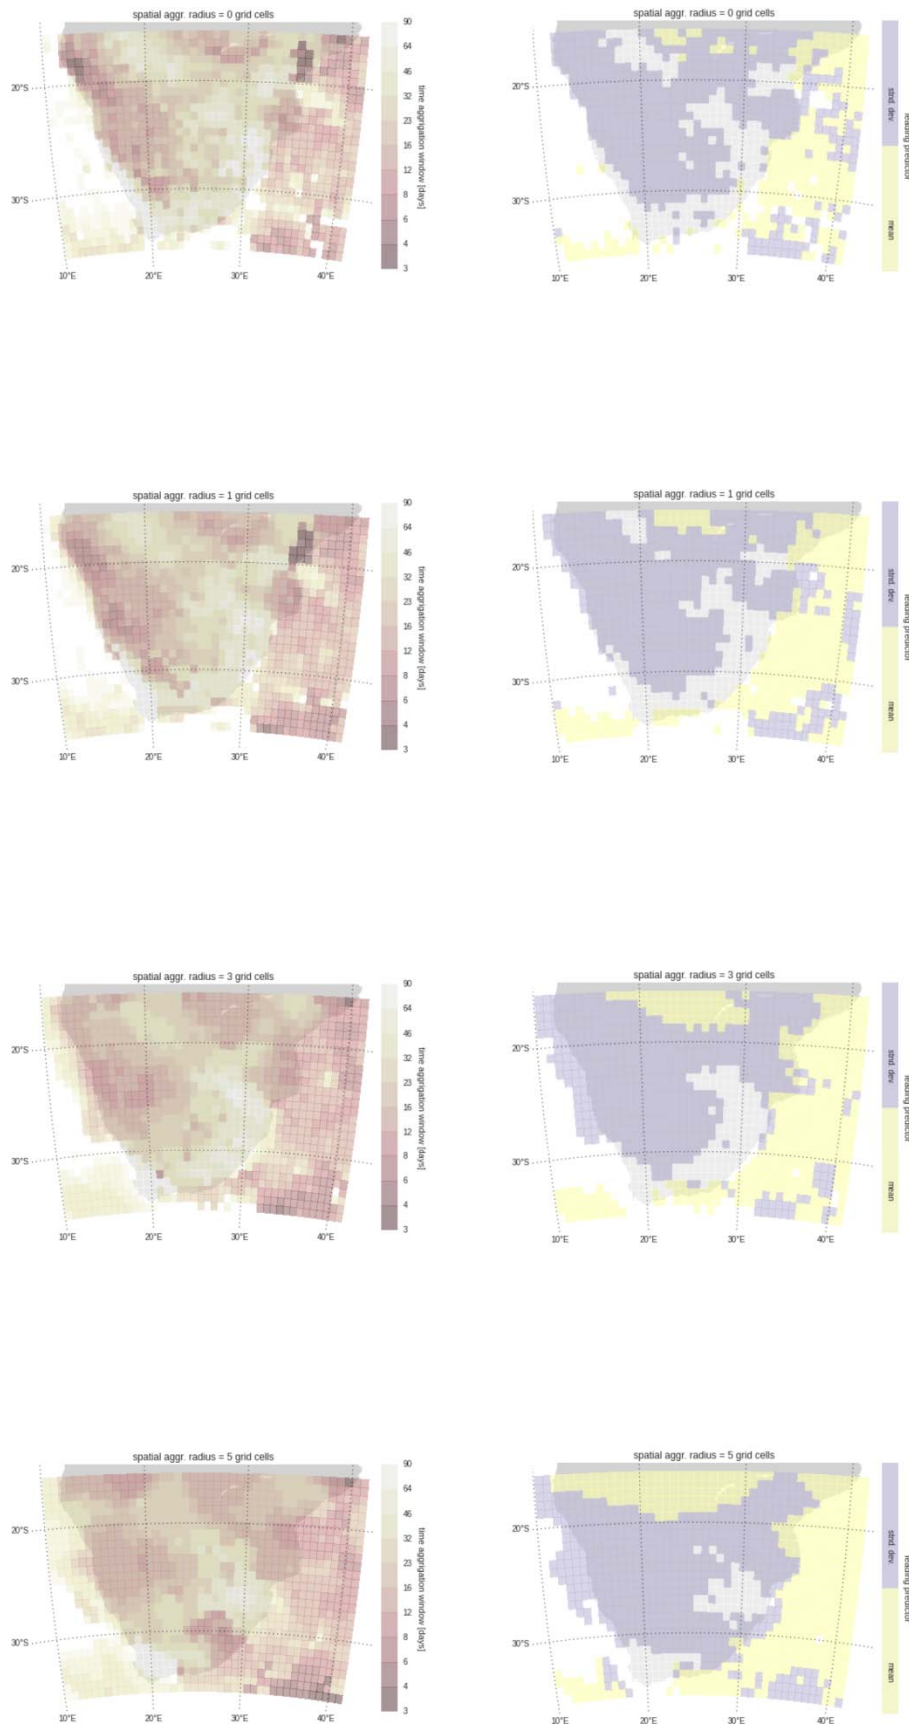 spatial aggr. radius = 0 grid cells
20°S
30°S
10°E
20°E
30°E
40°E
90
64
46
32
23
16
12
8
6
4
3
time aggrigation window [days]
spatial aggr. radius = 0 grid cells
20°S
30°S
10°E
20°E
30°E
40°E
stnd. dev.
mean
leading predictor
spatial aggr. radius = 1 grid cells
20°S
30°S
10°E
20°E
30°E
40°E
90
64
46
32
23
16
12
8
6
4
3
time aggrigation window [days]
spatial aggr. radius = 1 grid cells
20°S
30°S
10°E
20°E
30°E
40°E
stnd. dev.
mean
leading predictor
spatial aggr. radius = 3 grid cells
20°S
30°S
10°E
20°E
30°E
40°E
90
64
46
32
23
16
12
8
6
4
3
time aggrigation window [days]
spatial aggr. radius = 3 grid cells
20°S
30°S
10°E
20°E
30°E
40°E
stnd. dev.
mean
leading predictor
spatial aggr. radius = 5 grid cells
20°S
30°S
10°E
20°E
30°E
40°E
90
64
46
32
23
16
12
8
6
4
3
time aggrigation window [days]
spatial aggr. radius = 5 grid cells
20°S
30°S
10°E
20°E
30°E
40°E
stnd. dev.
mean
leading predictor